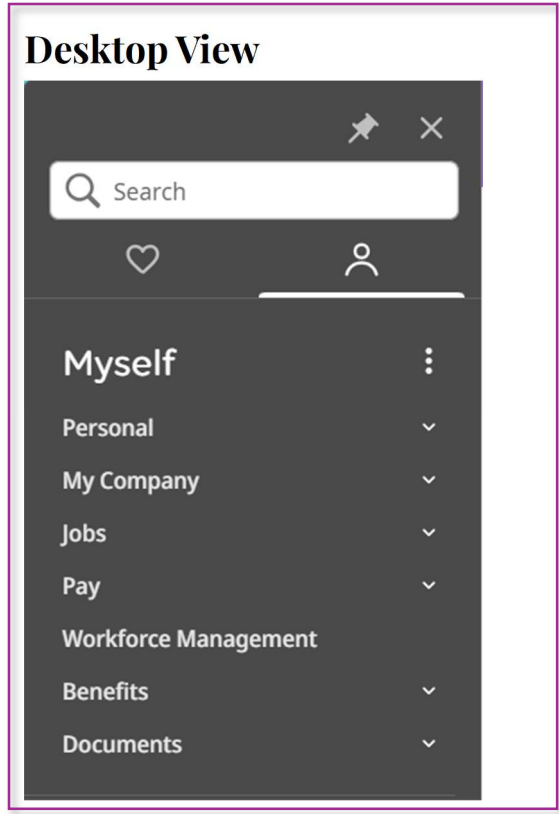 Desktop View
Search
Myself
Personal
My Company
Jobs
Pay
Workforce Management
Benefits
Documents